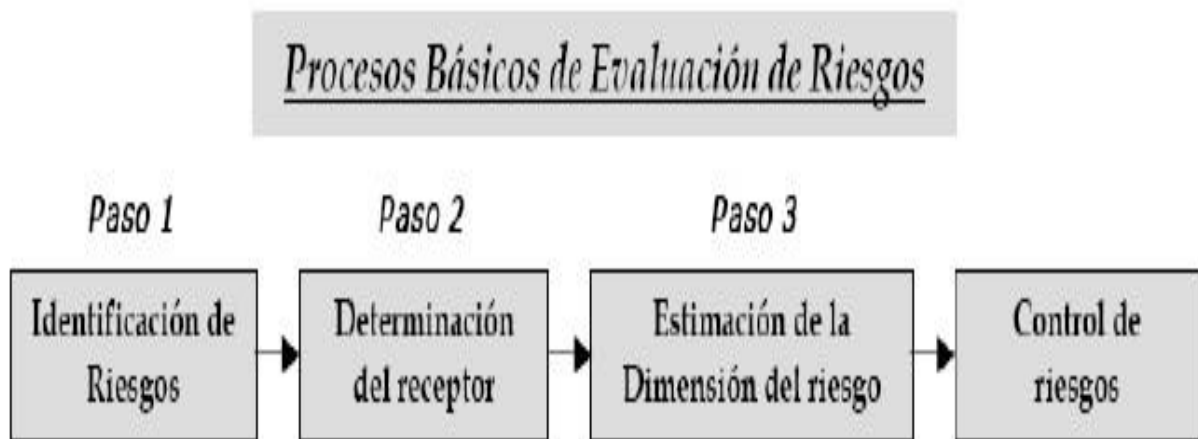 Procesos Básicos de Evaluación de Riesgos
Paso 1
Paso 2
Paso 3
Identificación de
Riesgos
Determinación
del receptor
Estimación de la
Dimensión del riesgo
Control de
riesgos